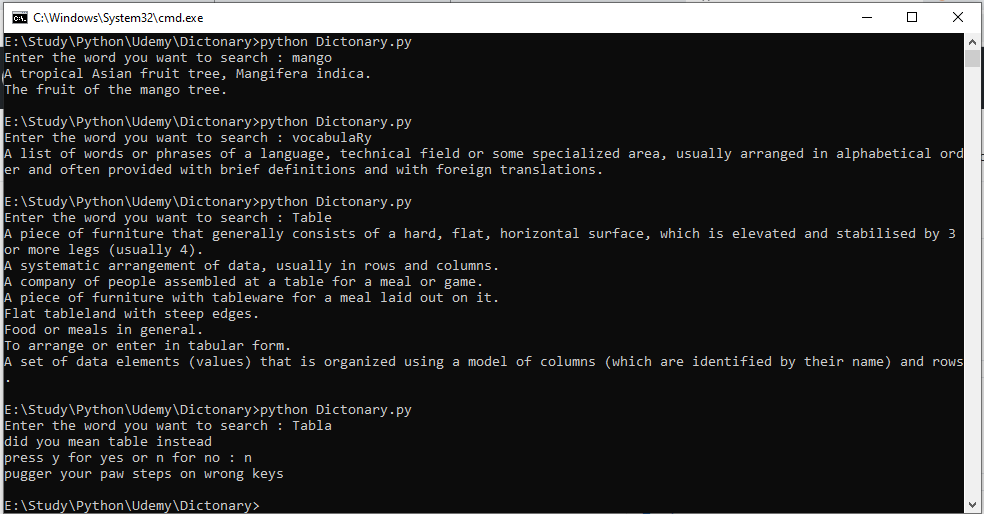 C:\Windows\System32\cmd.exe
E:\Study\Python\Udemy\Dictonary>python Dictonary.py
Enter the word you want to search : mango
A tropical Asian fruit tree, Mangifera indica.
The fruit of the mango tree.
E:\Study\Python\Udemy\Dictonary>python Dictonary.py
Enter the word you want to search : vocabulaRy
A list of words or phrases of a language, technical field or some specialized area, usually arranged in alphabetical ord
er and often provided with brief definitions and with foreign translations.
E:\Study\Python\Udemy\Dictonary>python Dictonary.py
Enter the word you want to search : Table
A piece of furniture that generally consists of a hard, flat, horizontal surface, which is elevated and stabilised by 3
or more legs (usually 4).
A systematic arrangement of data, usually in rows and columns.
A company of people assembled at a table for a meal or game.
A piece of furniture with tableware for a meal laid out on it.
Flat tableland with steep edges.
Food or meals in general.
To arrange or enter in tabular form.
A set of data elements (values) that is organized using a model of columns (which are identified by their name) and rows
.
E:\Study\Python\Udemy\Dictonary>python Dictonary.py
Enter the word you want to search : Tabla
did you mean table instead
press y for yes or n for no : n
pugger your paw steps on wrong keys
E:\Study\Python\Udemy\Dictonary>